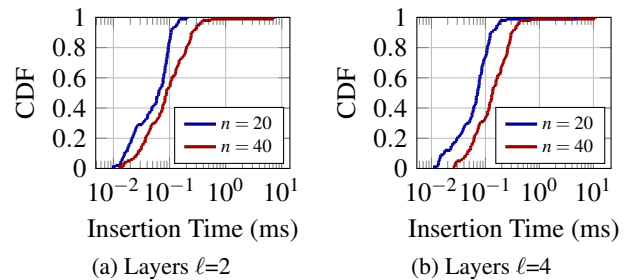 CDF
1
0.8
0.6
0.4
0.2
0
n = 20
n = 40
10^−2 10^−1 10^0 10^1
Insertion Time (ms)
(a) Layers ℓ=2
CDF
1
0.8
0.6
0.4
0.2
0
n = 20
n = 40
10^−2 10^−1 10^0 10^1
Insertion Time (ms)
(b) Layers ℓ=4